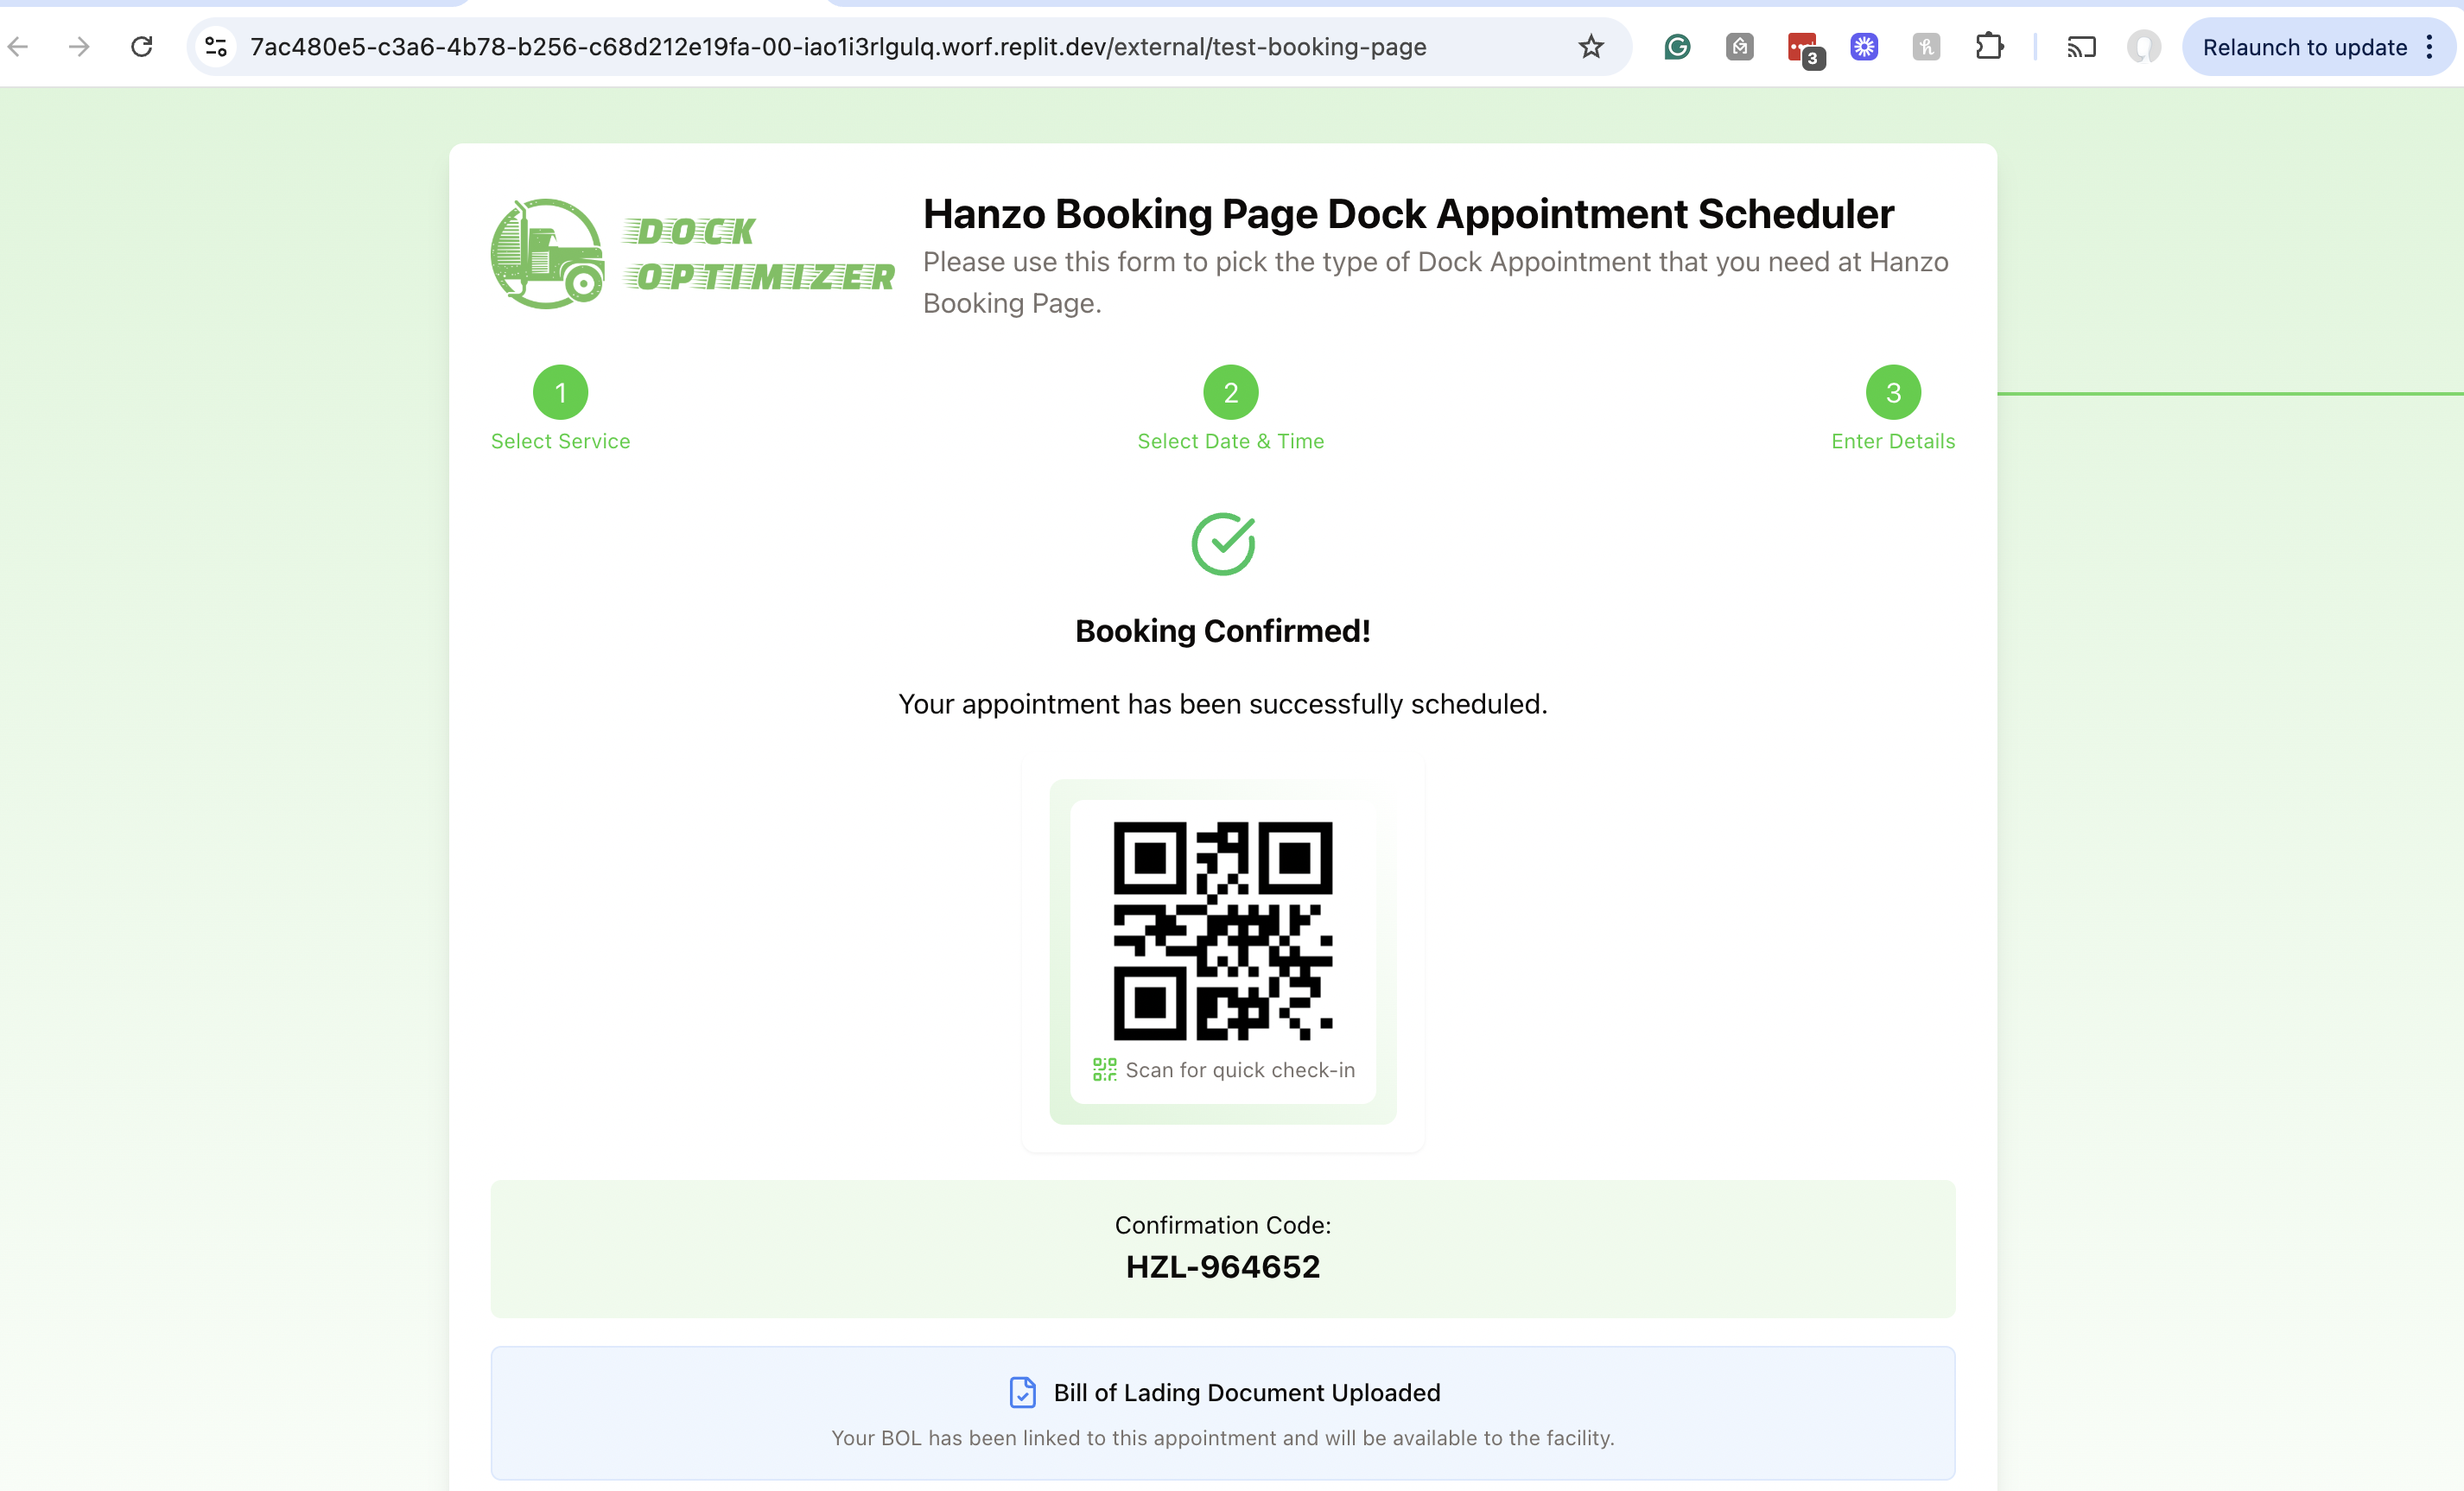 7ac480e5-c3a6-4b78-b256-c68d212e19fa-00-iao1i3rlgulq.worf.replit.dev/external/test-booking-page
3
Relaunch to update
DOCK
OPTIMIZER
Hanzo Booking Page Dock Appointment Scheduler
Please use this form to pick the type of Dock Appointment that you need at Hanzo
Booking Page.
1
Select Service
2
Select Date & Time
3
Enter Details
Booking Confirmed!
Your appointment has been successfully scheduled.
Scan for quick check-in
Confirmation Code:
HZL-964652
Bill of Lading Document Uploaded
Your BOL has been linked to this appointment and will be available to the facility.